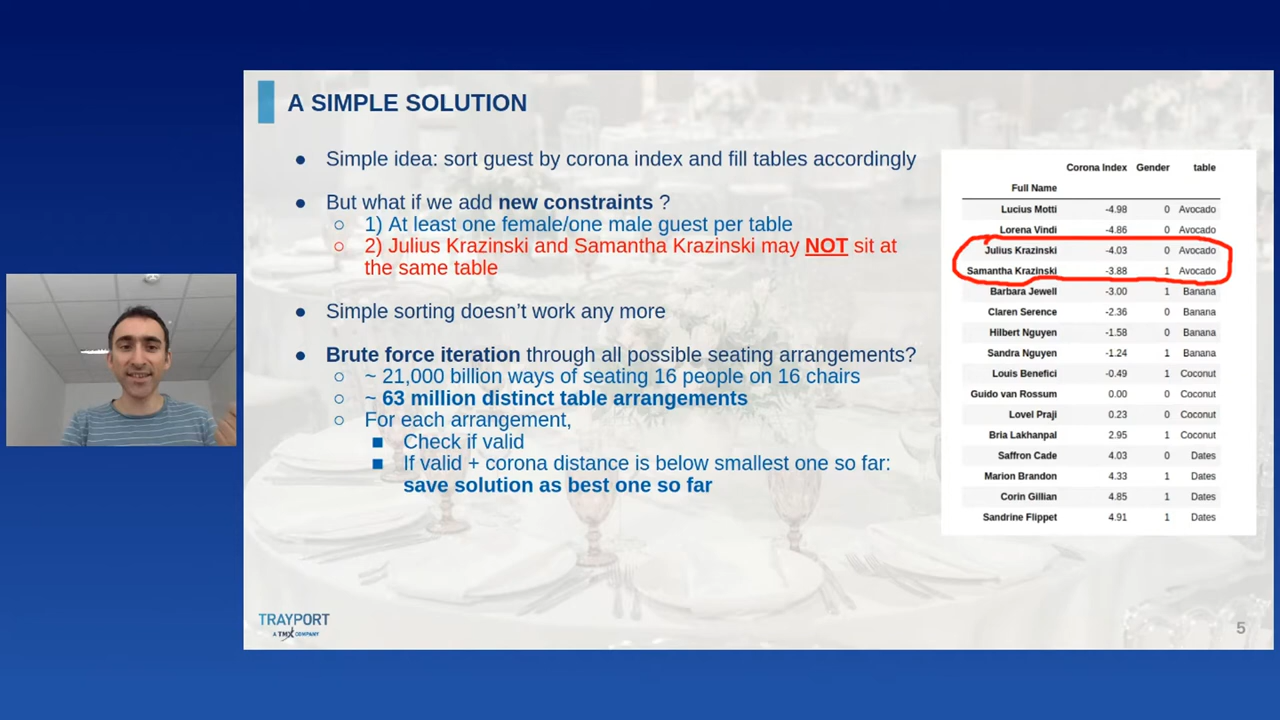 A SIMPLE SOLUTION
● Simple idea: sort guest by corona index and fill tables accordingly
● But what if we add new constraints ?
○ 1) At least one female/one male guest per table
○ 2) Julius Krazinski and Samantha Krazinski may NOT sit at
the same table
● Simple sorting doesn't work any more
● Brute force iteration through all possible seating arrangements?
○ ~ 21,000 billion ways of seating 16 people on 16 chairs
○ ~ 63 million distinct table arrangements
○ For each arrangement,
■ Check if valid
■ If valid + corona distance is below smallest one so far:
save solution as best one so far
Corona Index Gender table
Full Name
Lucius Motti -4.98 0 Avocado
Lorena Vindi -4.86 0 Avocado
Julius Krazinski -4.03 0 Avocado
Samantha Krazinski -3.88 1 Avocado
Barbara Jewell -3.00 1 Banana
Claren Serence -2.36 0 Banana
Hilbert Nguyen -1.58 0 Banana
Sandra Nguyen -1.24 1 Banana
Louis Benefici -0.49 1 Coconut
Guido van Rossum 0.00 0 Coconut
Lovel Praji 0.23 0 Coconut
Bria Lakhanpal 2.95 1 Coconut
Saffron Cade 4.03 0 Dates
Marion Brandon 4.33 1 Dates
Corin Gillian 4.85 1 Dates
Sandrine Flippet 4.91 1 Dates
TRAYPORT
A TMX COMPANY
5